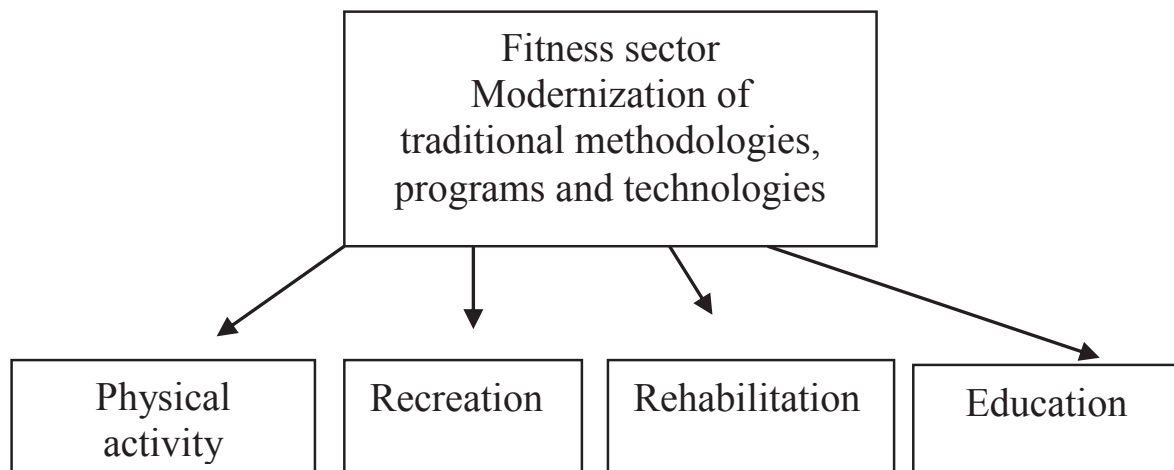 Fitness sector
Modernization of
traditional methodologies,
programs and technologies
Physical
activity
Recreation
Rehabilitation
Education